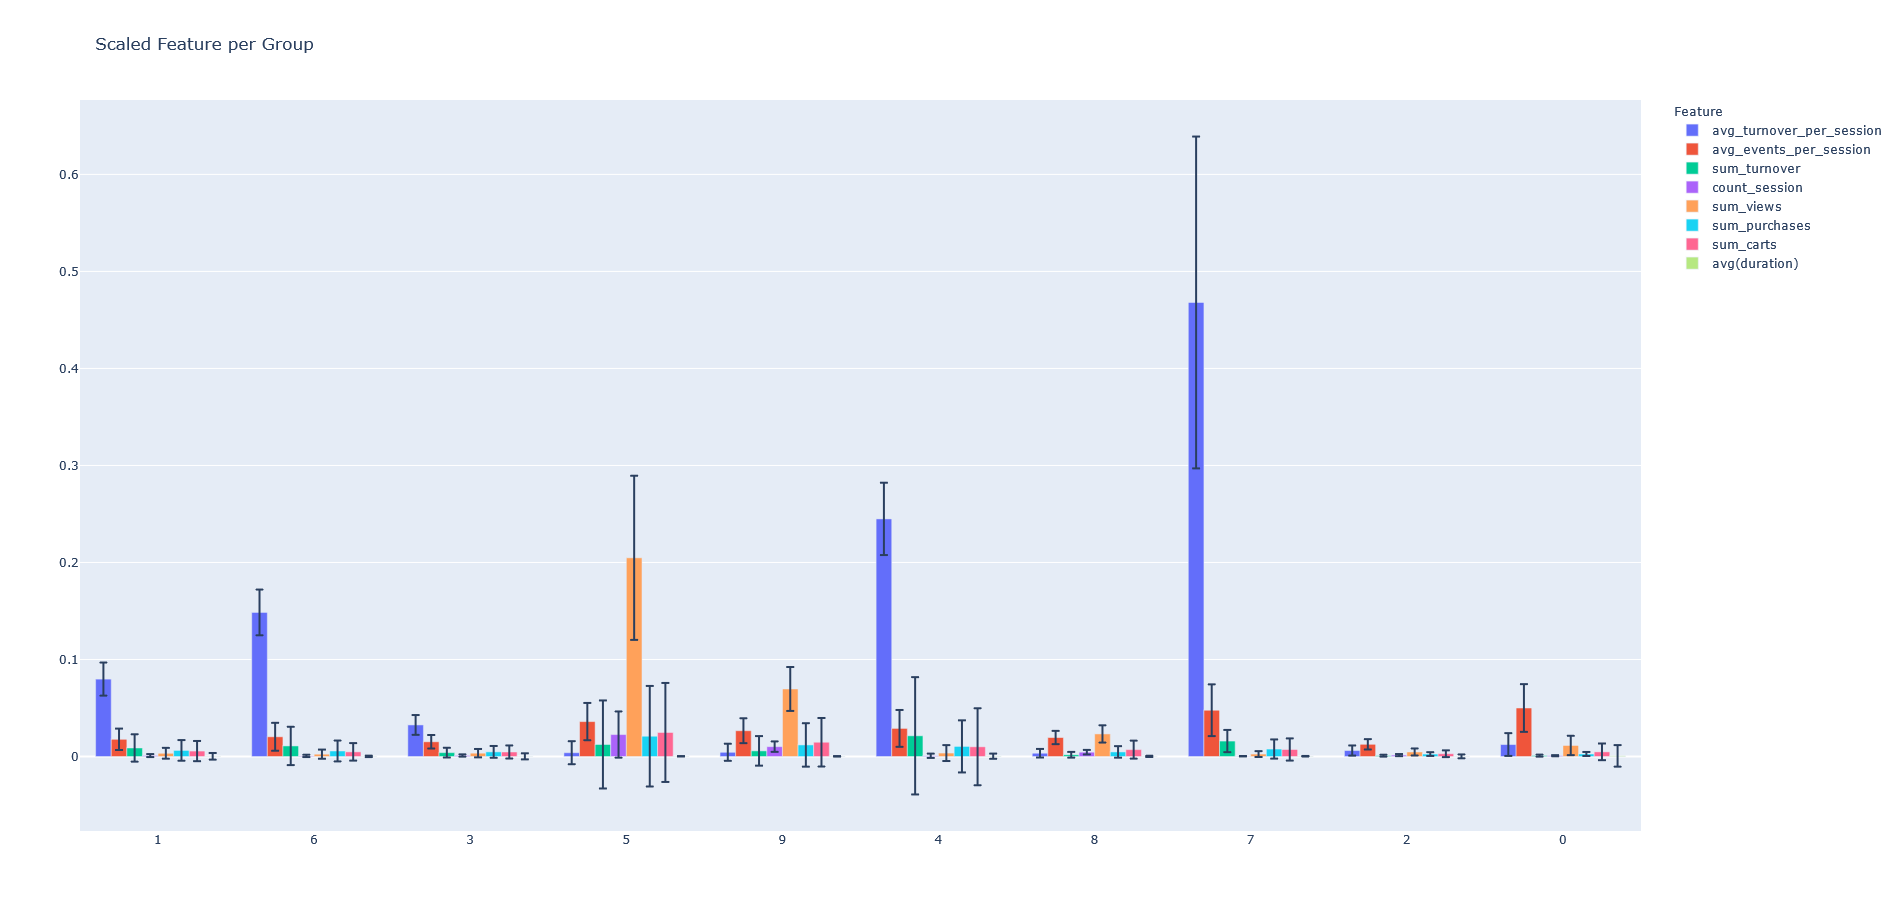 Scaled Feature per Group
Feature
avg_turnover_per_session
avg_events_per_session
sum_turnover
count_session
sum_views
sum_purchases
sum_carts
avg(duration)
0.6
0.5
0.4
0.3
0.2
0.1
0
1 6 3 5 9 4 8 7 2 0